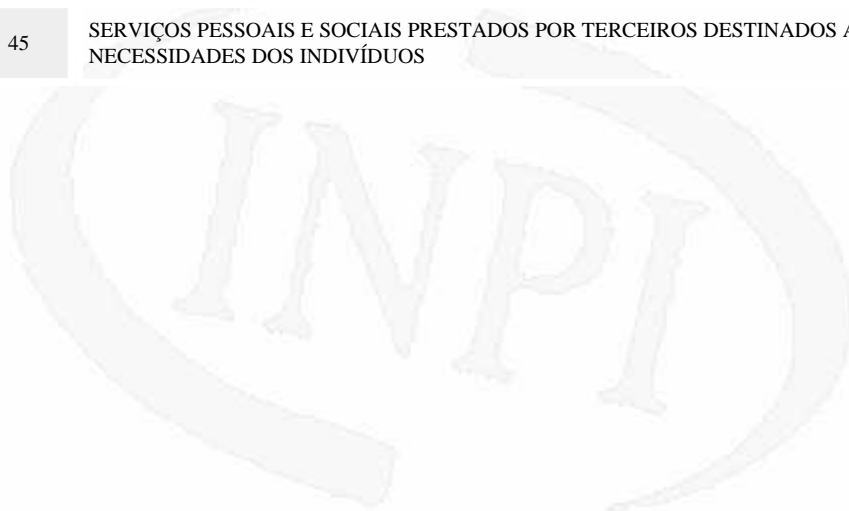 45 SERVIÇOS PESSOAIS E SOCIAIS PRESTADOS POR TERCEIROS DESTINADOS
NECESSIDADES DOS INDIVÍDUOS
INPI